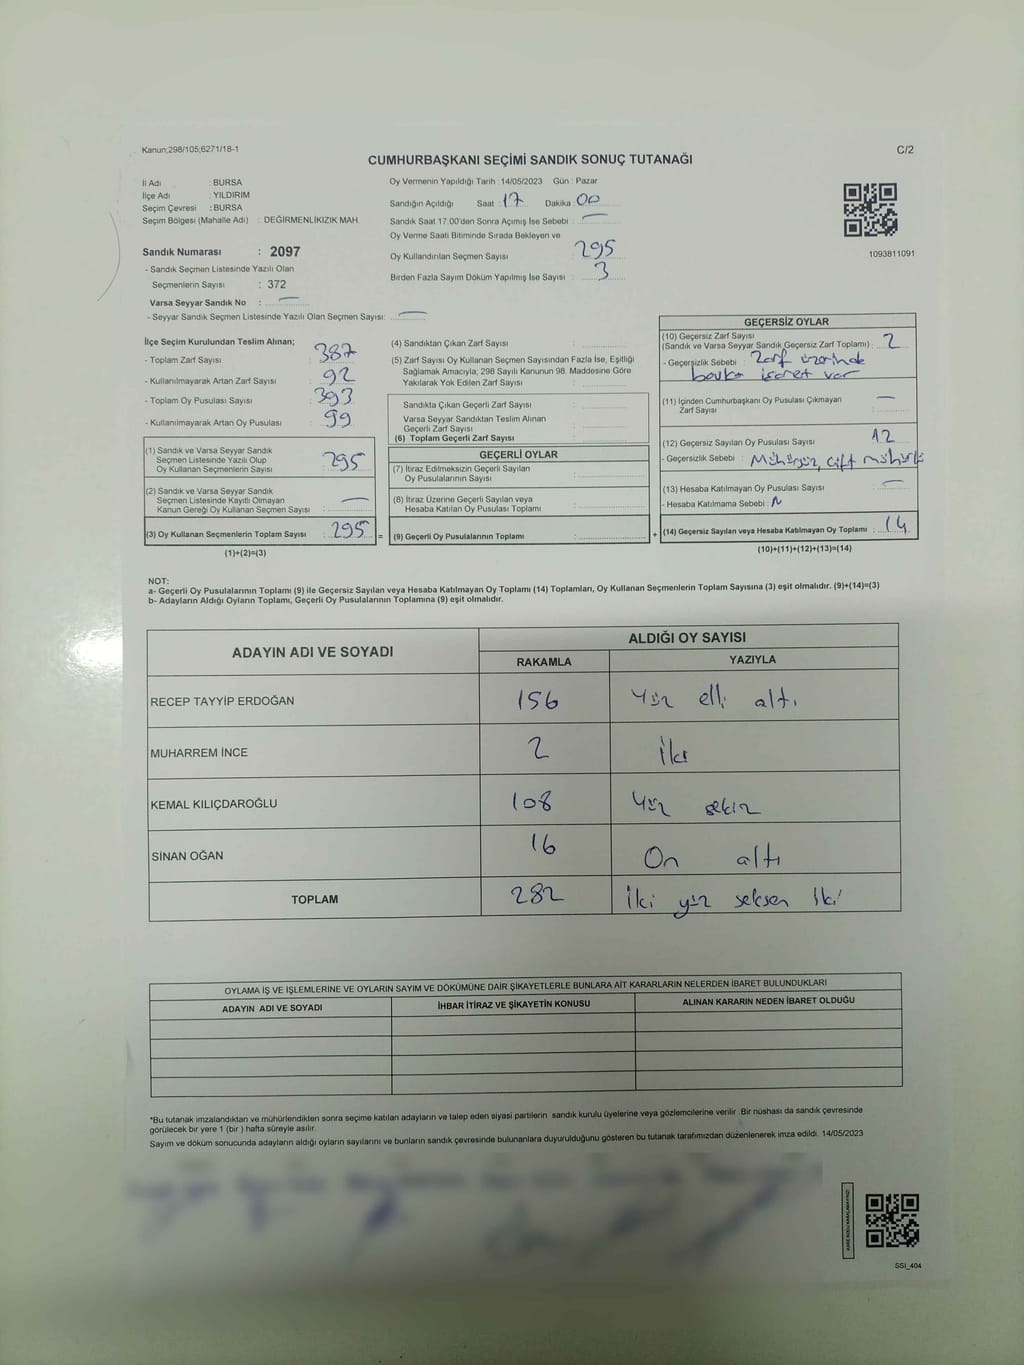 Kanun;298/105;6271/18-1
C/2
CUMHURBAŞKANI SEÇİMİ SANDIK SONUÇ TUTANAĞI
İl Adı : BURSA
İlçe Adı : YILDIRIM
Seçim Çevresi : BURSA
Seçim Bölgesi (Mahalle Adı) : DEĞİRMENLİKIZIK MAH.
Sandık Numarası : 2097
- Sandık Seçmen Listesinde Yazılı Olan
Seçmenlerin Sayısı : 372
Varsa Seyyar Sandık No :
- Seyyar Sandık Seçmen Listesinde Yazılı Olan Seçmen Sayısı:
Oy Vermenin Yapıldığı Tarih : 14/05/2023 Gün : Pazar
Sandığın Açıldığı Saat : 17 Dakika : 00
Sandık Saat 17:00'den Sonra Açımış İse Sebebi :
Oy Verme Saati Bitiminde Sırada Bekleyen ve
Oy Kullandırılan Seçmen Sayısı : 295
Birden Fazla Sayım Döküm Yapılmış İse Sayısı : 3
1093811091
İlçe Seçim Kurulundan Teslim Alınan;
- Toplam Zarf Sayısı : 387
- Kullanılmayarak Artan Zarf Sayısı : 92
- Toplam Oy Pusulası Sayısı : 393
- Kullanılmayarak Artan Oy Pusulası : 99
(1) Sandık ve Varsa Seyyar Sandık
Seçmen Listesinde Yazılı Olup
Oy Kullanan Seçmenlerin Sayısı : 295
(2) Sandık ve Varsa Seyyar Sandık
Seçmen Listesinde Kayıtlı Olmayan
Kanun Gereği Oy Kullanan Seçmen Sayısı :
(3) Oy Kullanan Seçmenlerin Toplam Sayısı : 295 =
(1)+(2)=(3)
(4) Sandıktan Çıkan Zarf Sayısı :
(5) Zarf Sayısı Oy Kullanan Seçmen Sayısından Fazla İse, Eşitliği
Sağlamak Amacıyla; 298 Sayılı Kanunun 98. Maddesine Göre
Yakılarak Yok Edilen Zarf Sayısı :
Sandıkta Çıkan Geçerli Zarf Sayısı :
Varsa Seyyar Sandıktan Teslim Alınan
Geçerli Zarf Sayısı :
(6) Toplam Geçerli Zarf Sayısı :
GEÇERLİ OYLAR
(7) İtiraz Edilmeksizin Geçerli Sayılan
Oy Pusulalarının Sayısı :
(8) İtiraz Üzerine Geçerli Sayılan veya
Hesaba Katılan Oy Pusulası Toplamı :
(9) Geçerli Oy Pusulalarının Toplamı : +
GEÇERSİZ OYLAR
(10) Geçersiz Zarf Sayısı
(Sandık ve Varsa Seyyar Sandık Geçersiz Zarf Toplamı) : 2
- Geçersizlik Sebebi : Zarf üzerinde
başka işaret var
(11) İçinden Cumhurbaşkanı Oy Pusulası Çıkmayan
Zarf Sayısı :
(12) Geçersiz Sayılan Oy Pusulası Sayısı : 12
- Geçersizlik Sebebi : Mühürsüz, çift mühürlü
(13) Hesaba Katılmayan Oy Pusulası Sayısı :
- Hesaba Katılmama Sebebi :
(14) Geçersiz Sayılan veya Hesaba Katılmayan Oy Toplamı : 14
(10)+(11)+(12)+(13)=(14)
NOT:
a- Geçerli Oy Pusulalarının Toplamı (9) ile Geçersiz Sayılan veya Hesaba Katılmayan Oy Toplamı (14) Toplamları, Oy Kullanan Seçmenlerin Toplam Sayısına (3) eşit olmalıdır. (9)+(14)=(3)
b- Adayların Aldığı Oyların Toplamı, Geçerli Oy Pusulalarının Toplamına (9) eşit olmalıdır.
ADAYIN ADI VE SOYADI ALDIĞI OY SAYISI
RAKAMLA YAZIYLA
RECEP TAYYİP ERDOĞAN 156 Yüz elli altı
MUHARREM İNCE 2 İki
KEMAL KILIÇDAROĞLU 108 Yüz sekiz
SİNAN OĞAN 16 On altı
TOPLAM 282 İki yüz seksen iki
OYLAMA İŞ VE İŞLEMLERİNE VE OYLARIN SAYIM VE DÖKÜMÜNE DAİR ŞİKAYETLERLE BUNLARA AİT KARARLARIN NELERDEN İBARET BULUNDUKLARI
ADAYIN ADI VE SOYADI İHBAR İTİRAZ VE ŞİKAYETİN KONUSU ALINAN KARARIN NEDEN İBARET OLDUĞU
*Bu tutanak imzalandıktan ve mühürlendikten sonra seçime katılan adayların ve talep eden siyasi partilerin sandık kurulu üyelerine veya gözlemcilerine verilir. Bir nüshası da sandık çevresinde
görülecek bir yere 1 (bir ) hafta süreyle asılır.
Sayım ve döküm sonucunda adayların aldığı oyların sayılarını ve bunların sandık çevresinde bulunanlara duyurulduğunu gösteren bu tutanak tarafımızdan düzenlenerek imza edildi. 14/05/2023
SSI_404